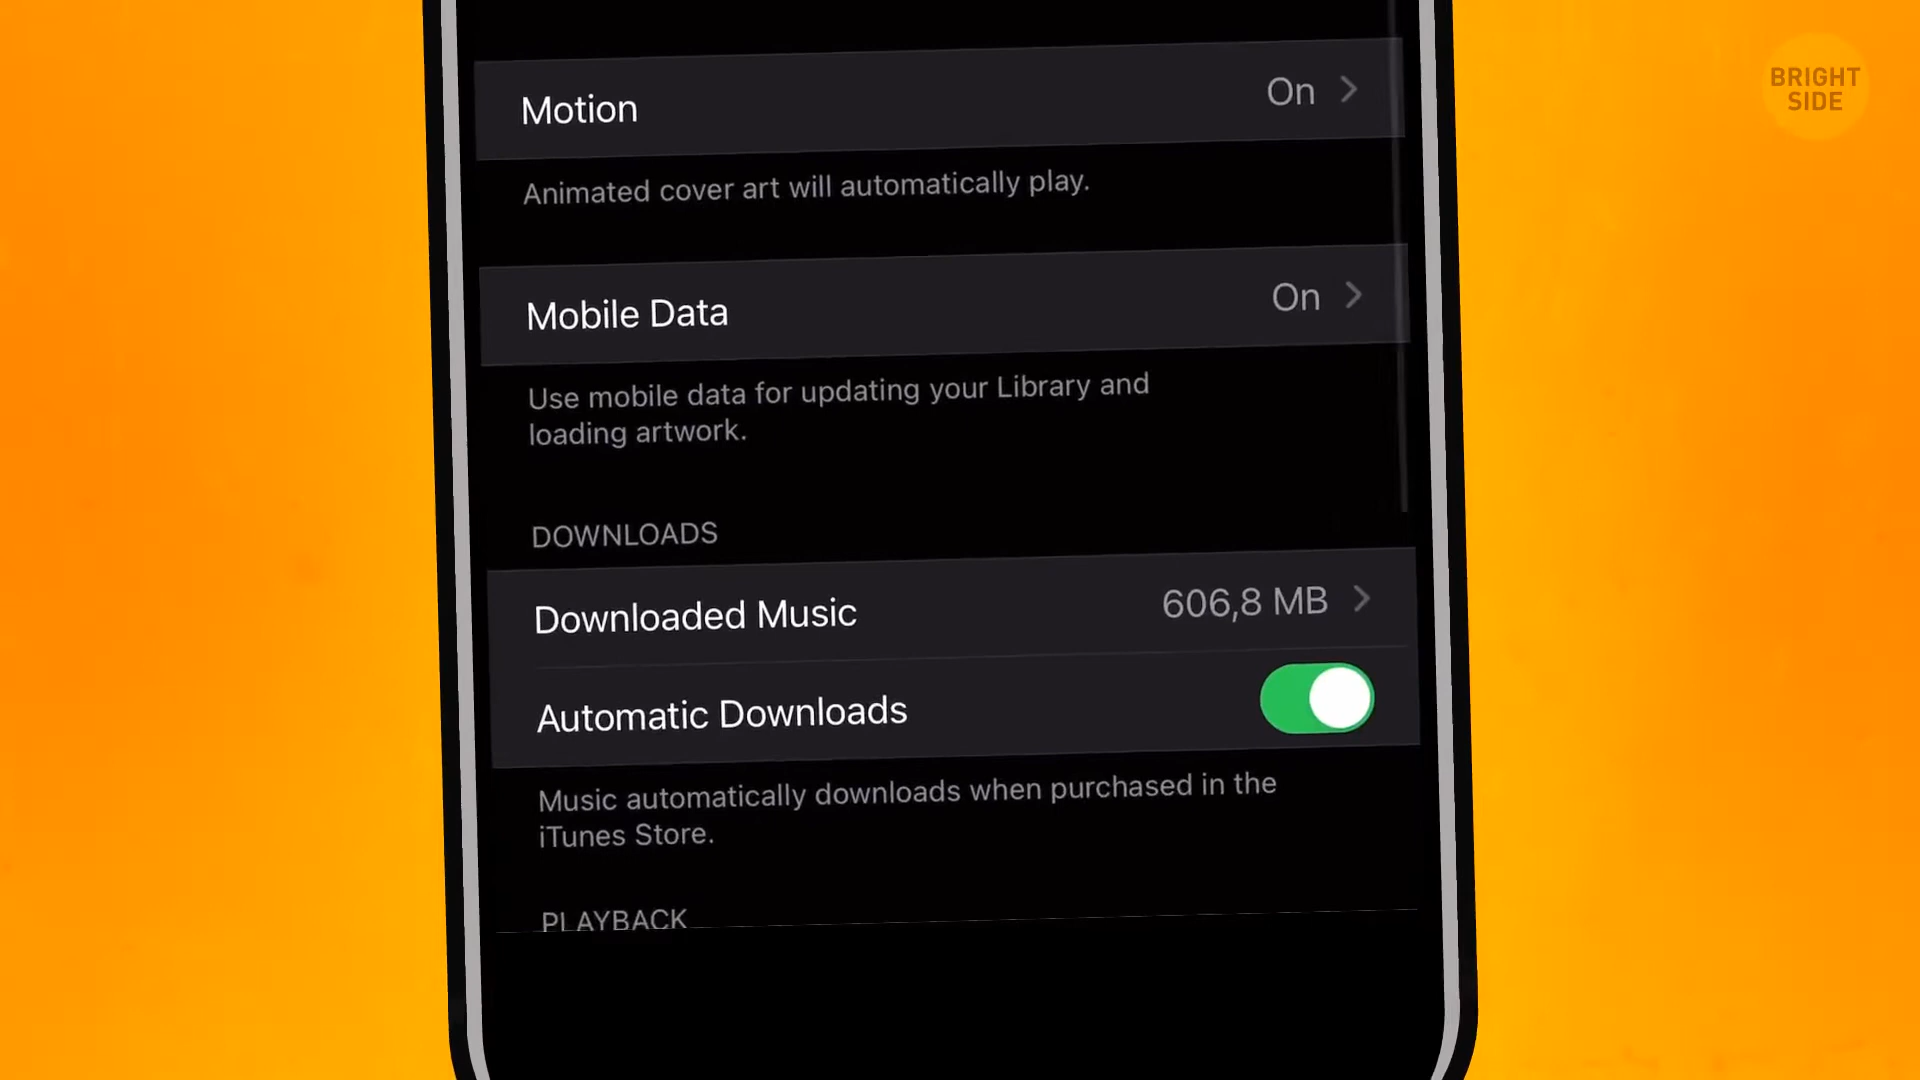 BRIGHT
SIDE
Motion On
Animated cover art will automatically play.
Mobile Data On
Use mobile data for updating your Library and
loading artwork.
DOWNLOADS
Downloaded Music 606,8 MB
Automatic Downloads
Music automatically downloads when purchased in the
iTunes Store.
PLAYBACK